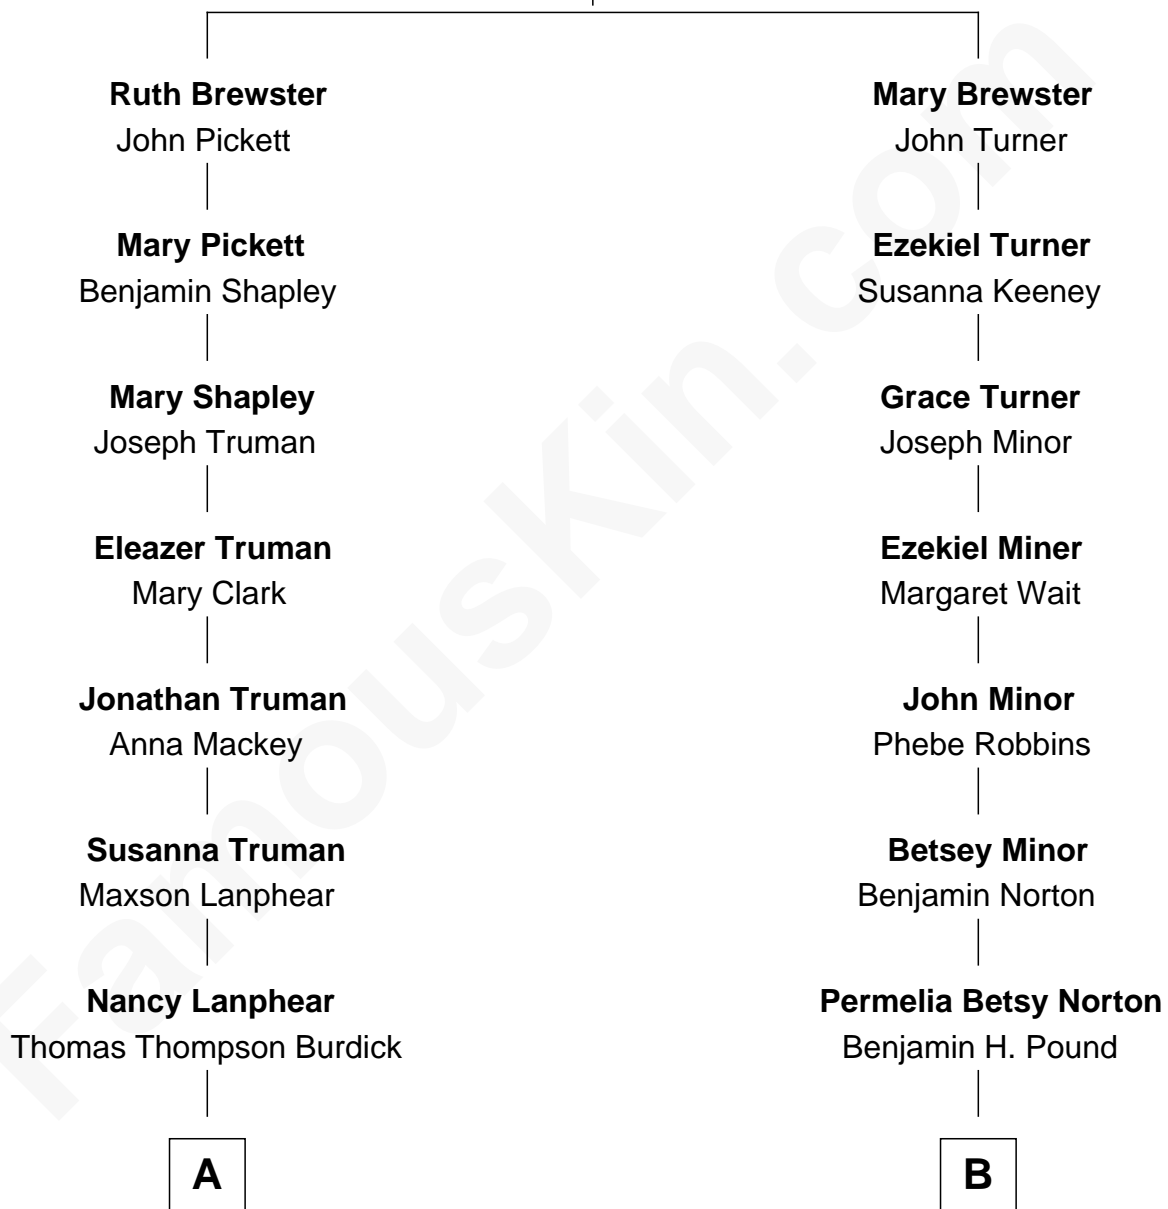 Ruth Brewster
John Pickett
Mary Pickett
Benjamin Shapley
Mary Shapley
Joseph Truman
Eleazer Truman
Mary Clark
Jonathan Truman
Anna Mackey
Susanna Truman
Maxson Lanphear
Nancy Lanphear
Thomas Thompson Burdick
A
Mary Brewster
John Turner
Ezekiel Turner
Susanna Keeney
Grace Turner
Joseph Minor
Ezekiel Miner
Margaret Wait
John Minor
Phebe Robbins
Betsey Minor
Benjamin Norton
Permelia Betsy Norton
Benjamin H. Pound
B
FamousKin.com